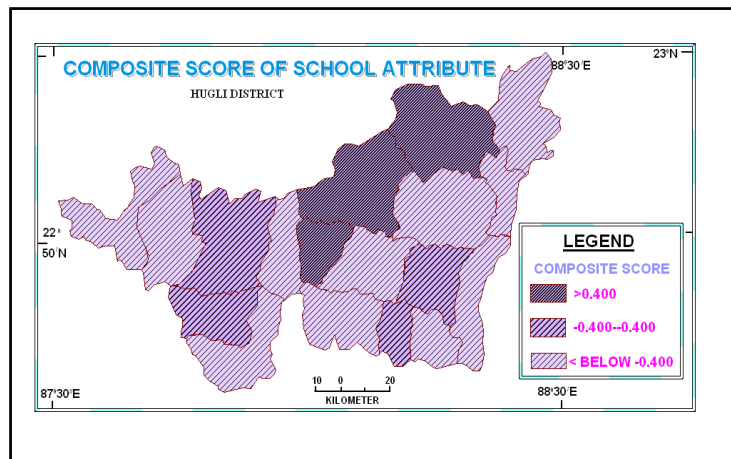 COMPOSITE SCORE OF SCHOOL ATTRIBUTE
HUGLI DISTRICT
23°N
88°30'E
22°
50'N
LEGEND
COMPOSITE SCORE
>0.400
-0.400--0.400
< BELOW -0.400
10 0 20
KILOMETER
87°30'E
88°30'E